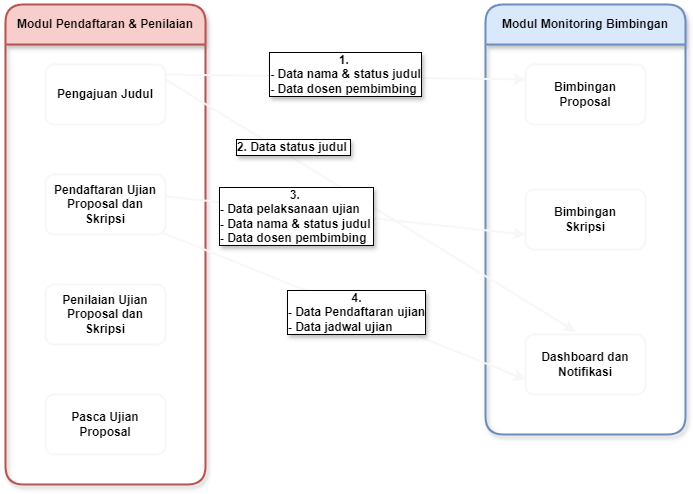 Modul Pendaftaran & Penilaian
Pengajuan Judul
Pendaftaran Ujian
Proposal dan
Skripsi
Penilaian Ujian
Proposal dan
Skripsi
Pasca Ujian
Proposal
1.
- Data nama & status judul
- Data dosen pembimbing
2. Data status judul
3.
- Data pelaksanaan ujian
- Data nama & status judul
- Data dosen pembimbing
4.
- Data Pendaftaran ujian
- Data jadwal ujian
Modul Monitoring Bimbingan
Bimbingan
Proposal
Bimbingan
Skripsi
Dashboard dan
Notifikasi